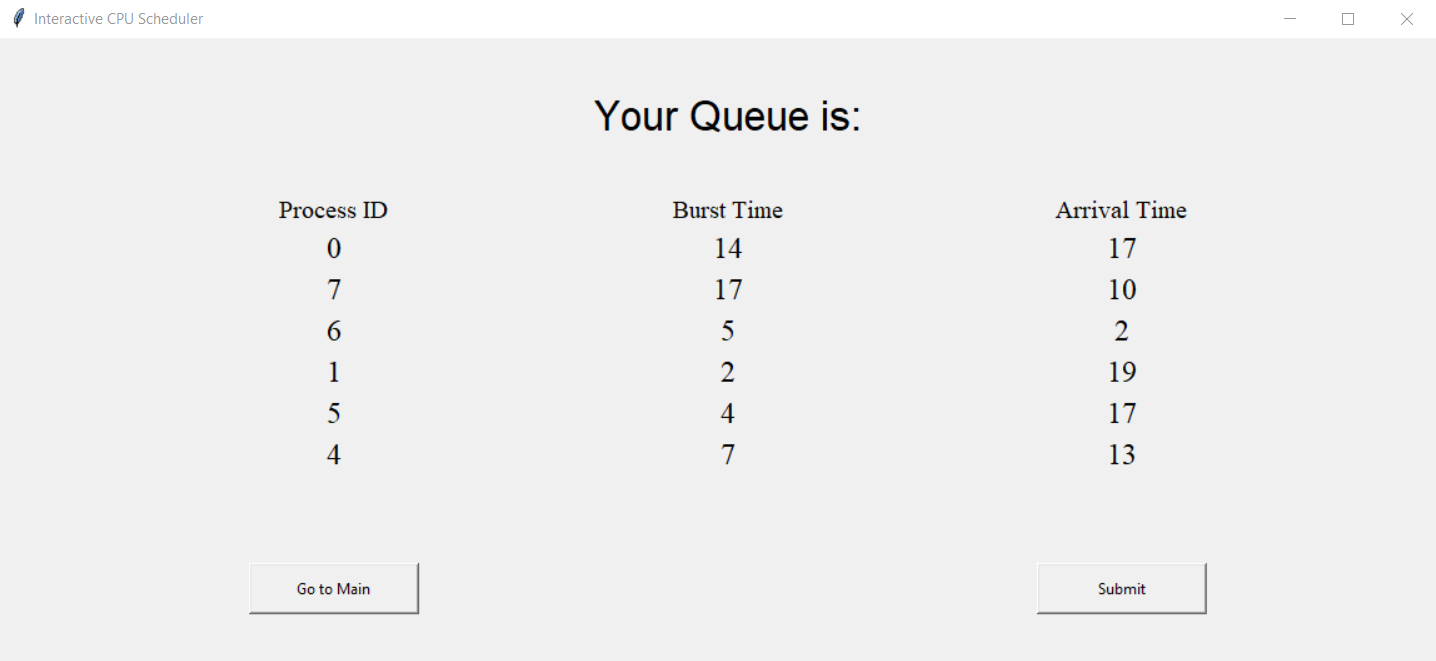 Interactive CPU Scheduler
Your Queue is:
Process ID Burst Time Arrival Time
0 14 17
7 17 10
6 5 2
1 2 19
5 4 17
4 7 13
Go to Main Submit